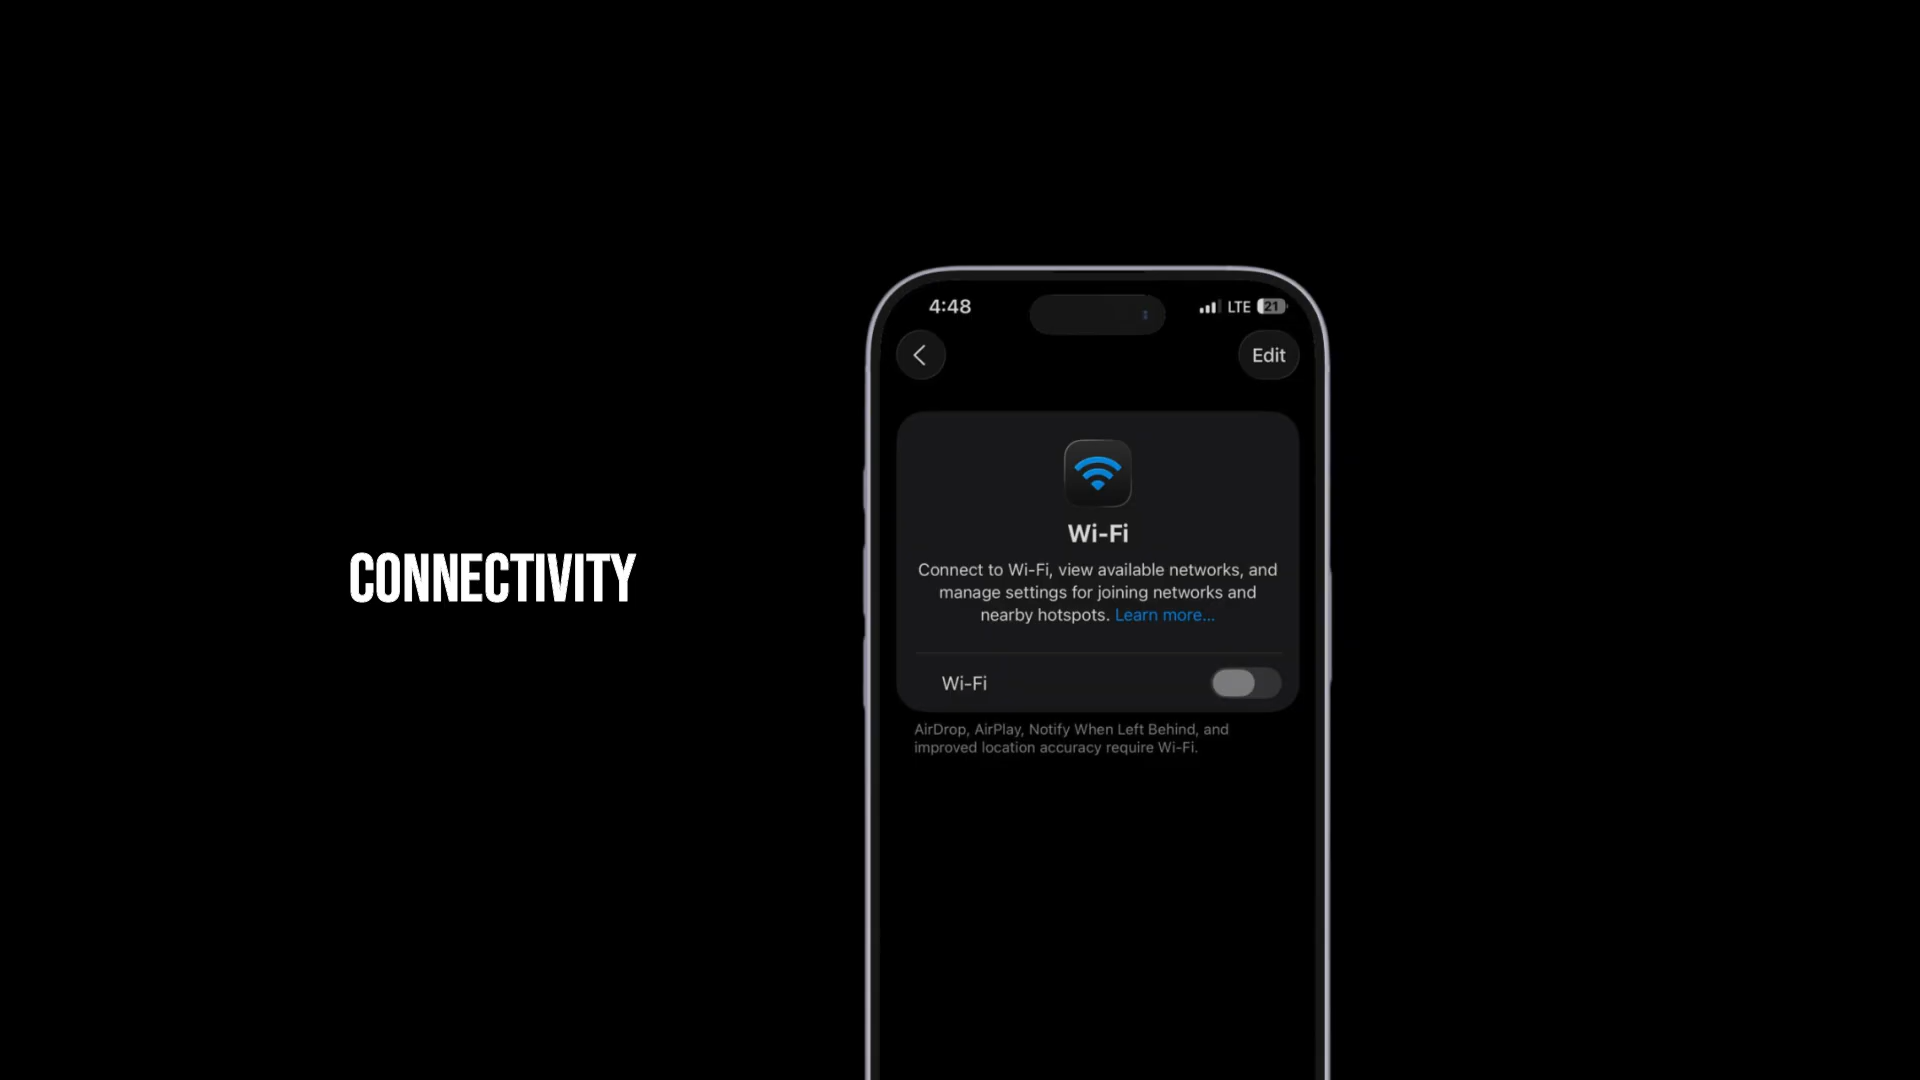 4:48
LTE
21
Edit
Wi-Fi
Connect to Wi-Fi, view available networks, and
manage settings for joining networks and
nearby hotspots. Learn more...
CONNECTIVITY
Wi-Fi
AirDrop, AirPlay, Notify When Left Behind, and
improved location accuracy require Wi-Fi.